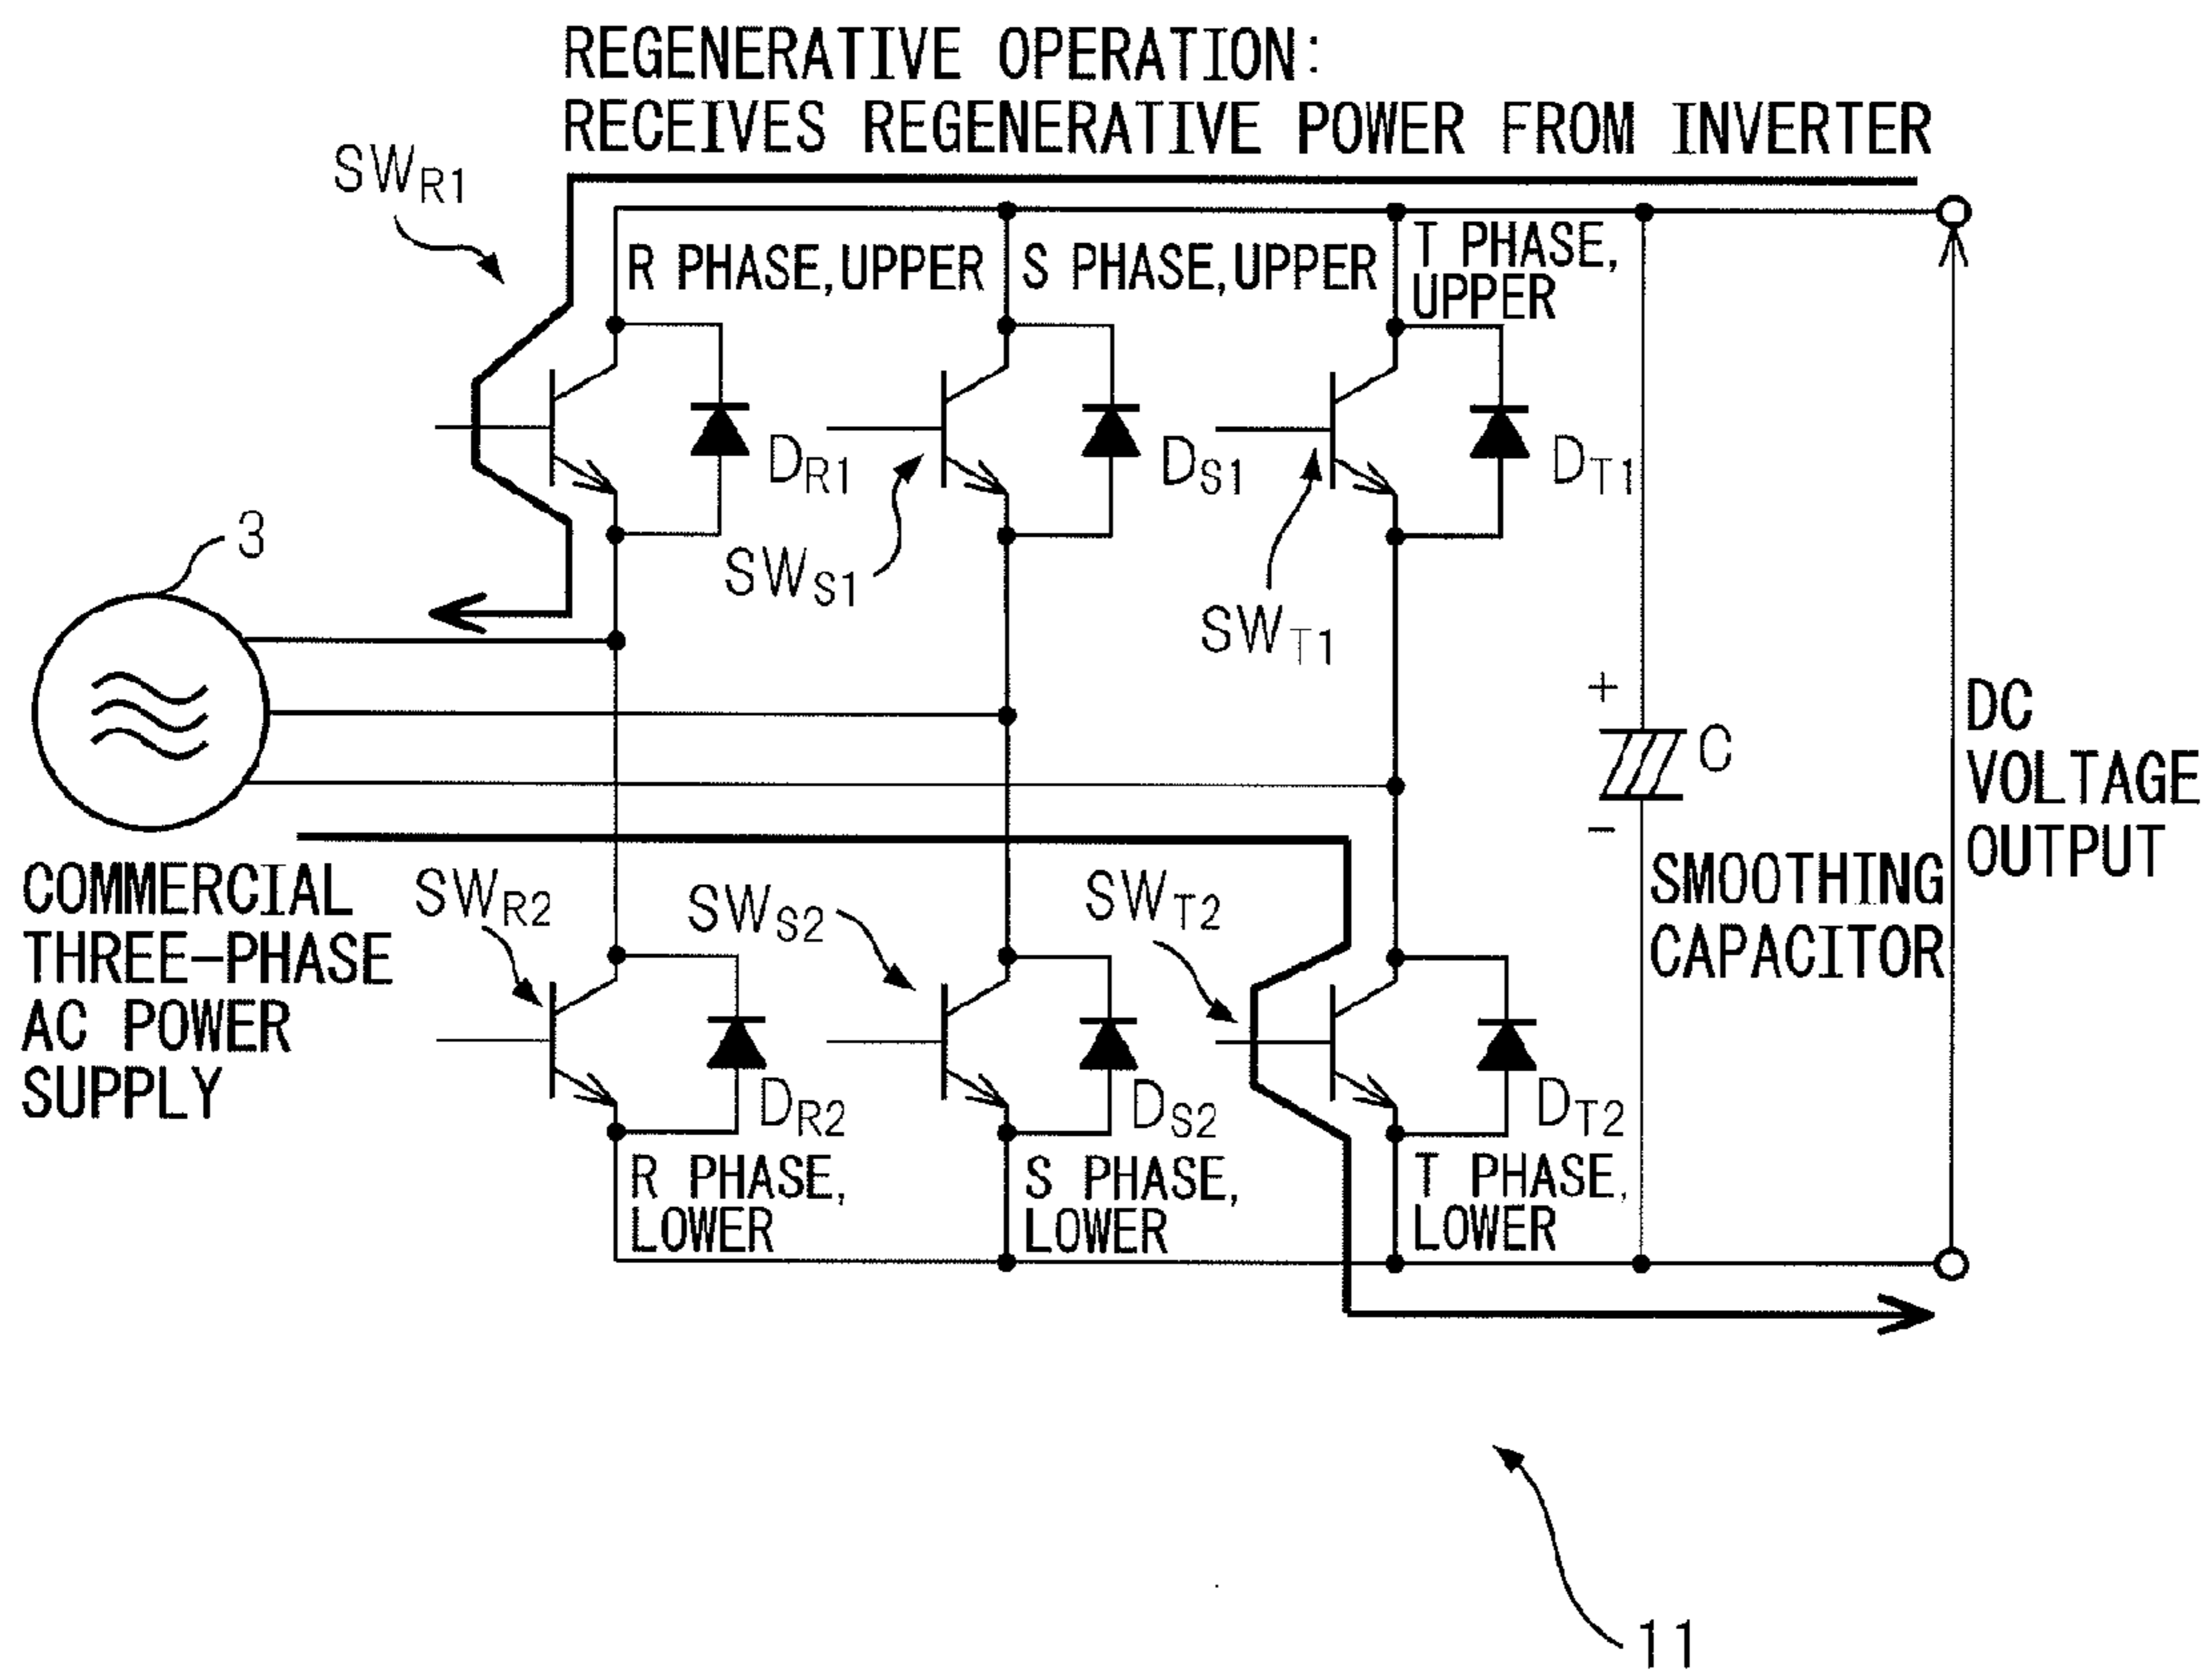 REGENERATIVE OPERATION:
RECEIVES REGENERATIVE POWER FROM INVERTER
SWR1
R PHASE,UPPER
S PHASE,UPPER
T PHASE,
UPPER
DR1
DS1
DT1
SWS1
SWT1
3
+
C
−
DC
VOLTAGE
OUTPUT
SMOOTHING
CAPACITOR
COMMERCIAL
THREE-PHASE
AC POWER
SUPPLY
SWR2
SWS2
SWT2
DR2
DS2
DT2
R PHASE,
LOWER
S PHASE,
LOWER
T PHASE,
LOWER
11